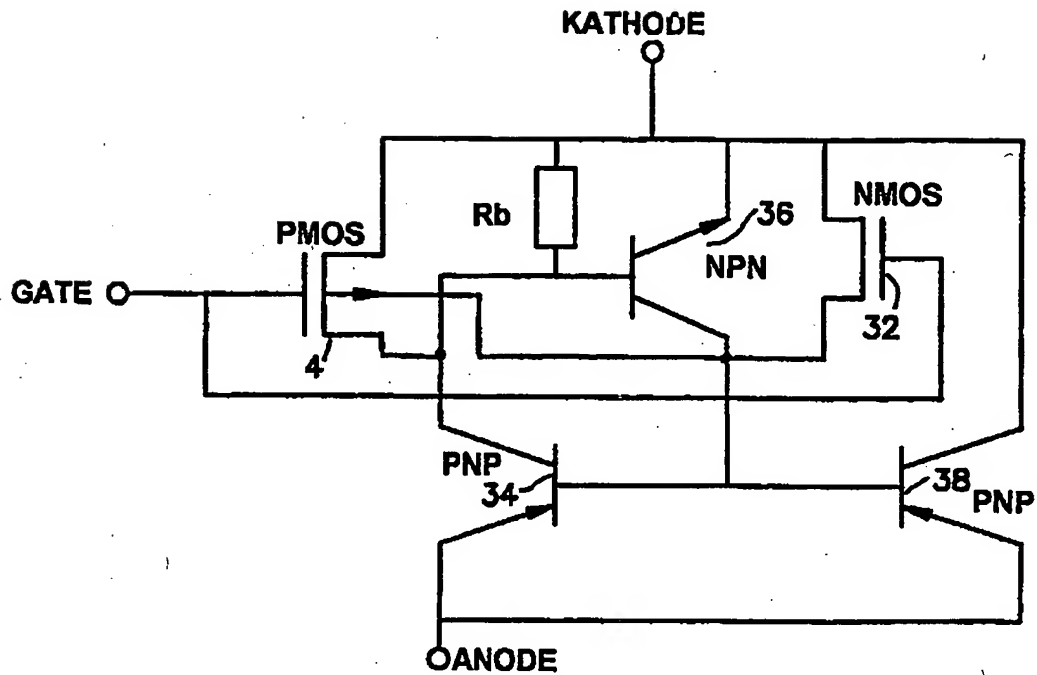 KATHODE
Rb
36
NMOS
PMOS
NPN
GATE
32
4
PNP
34
38
PNP
ANODE